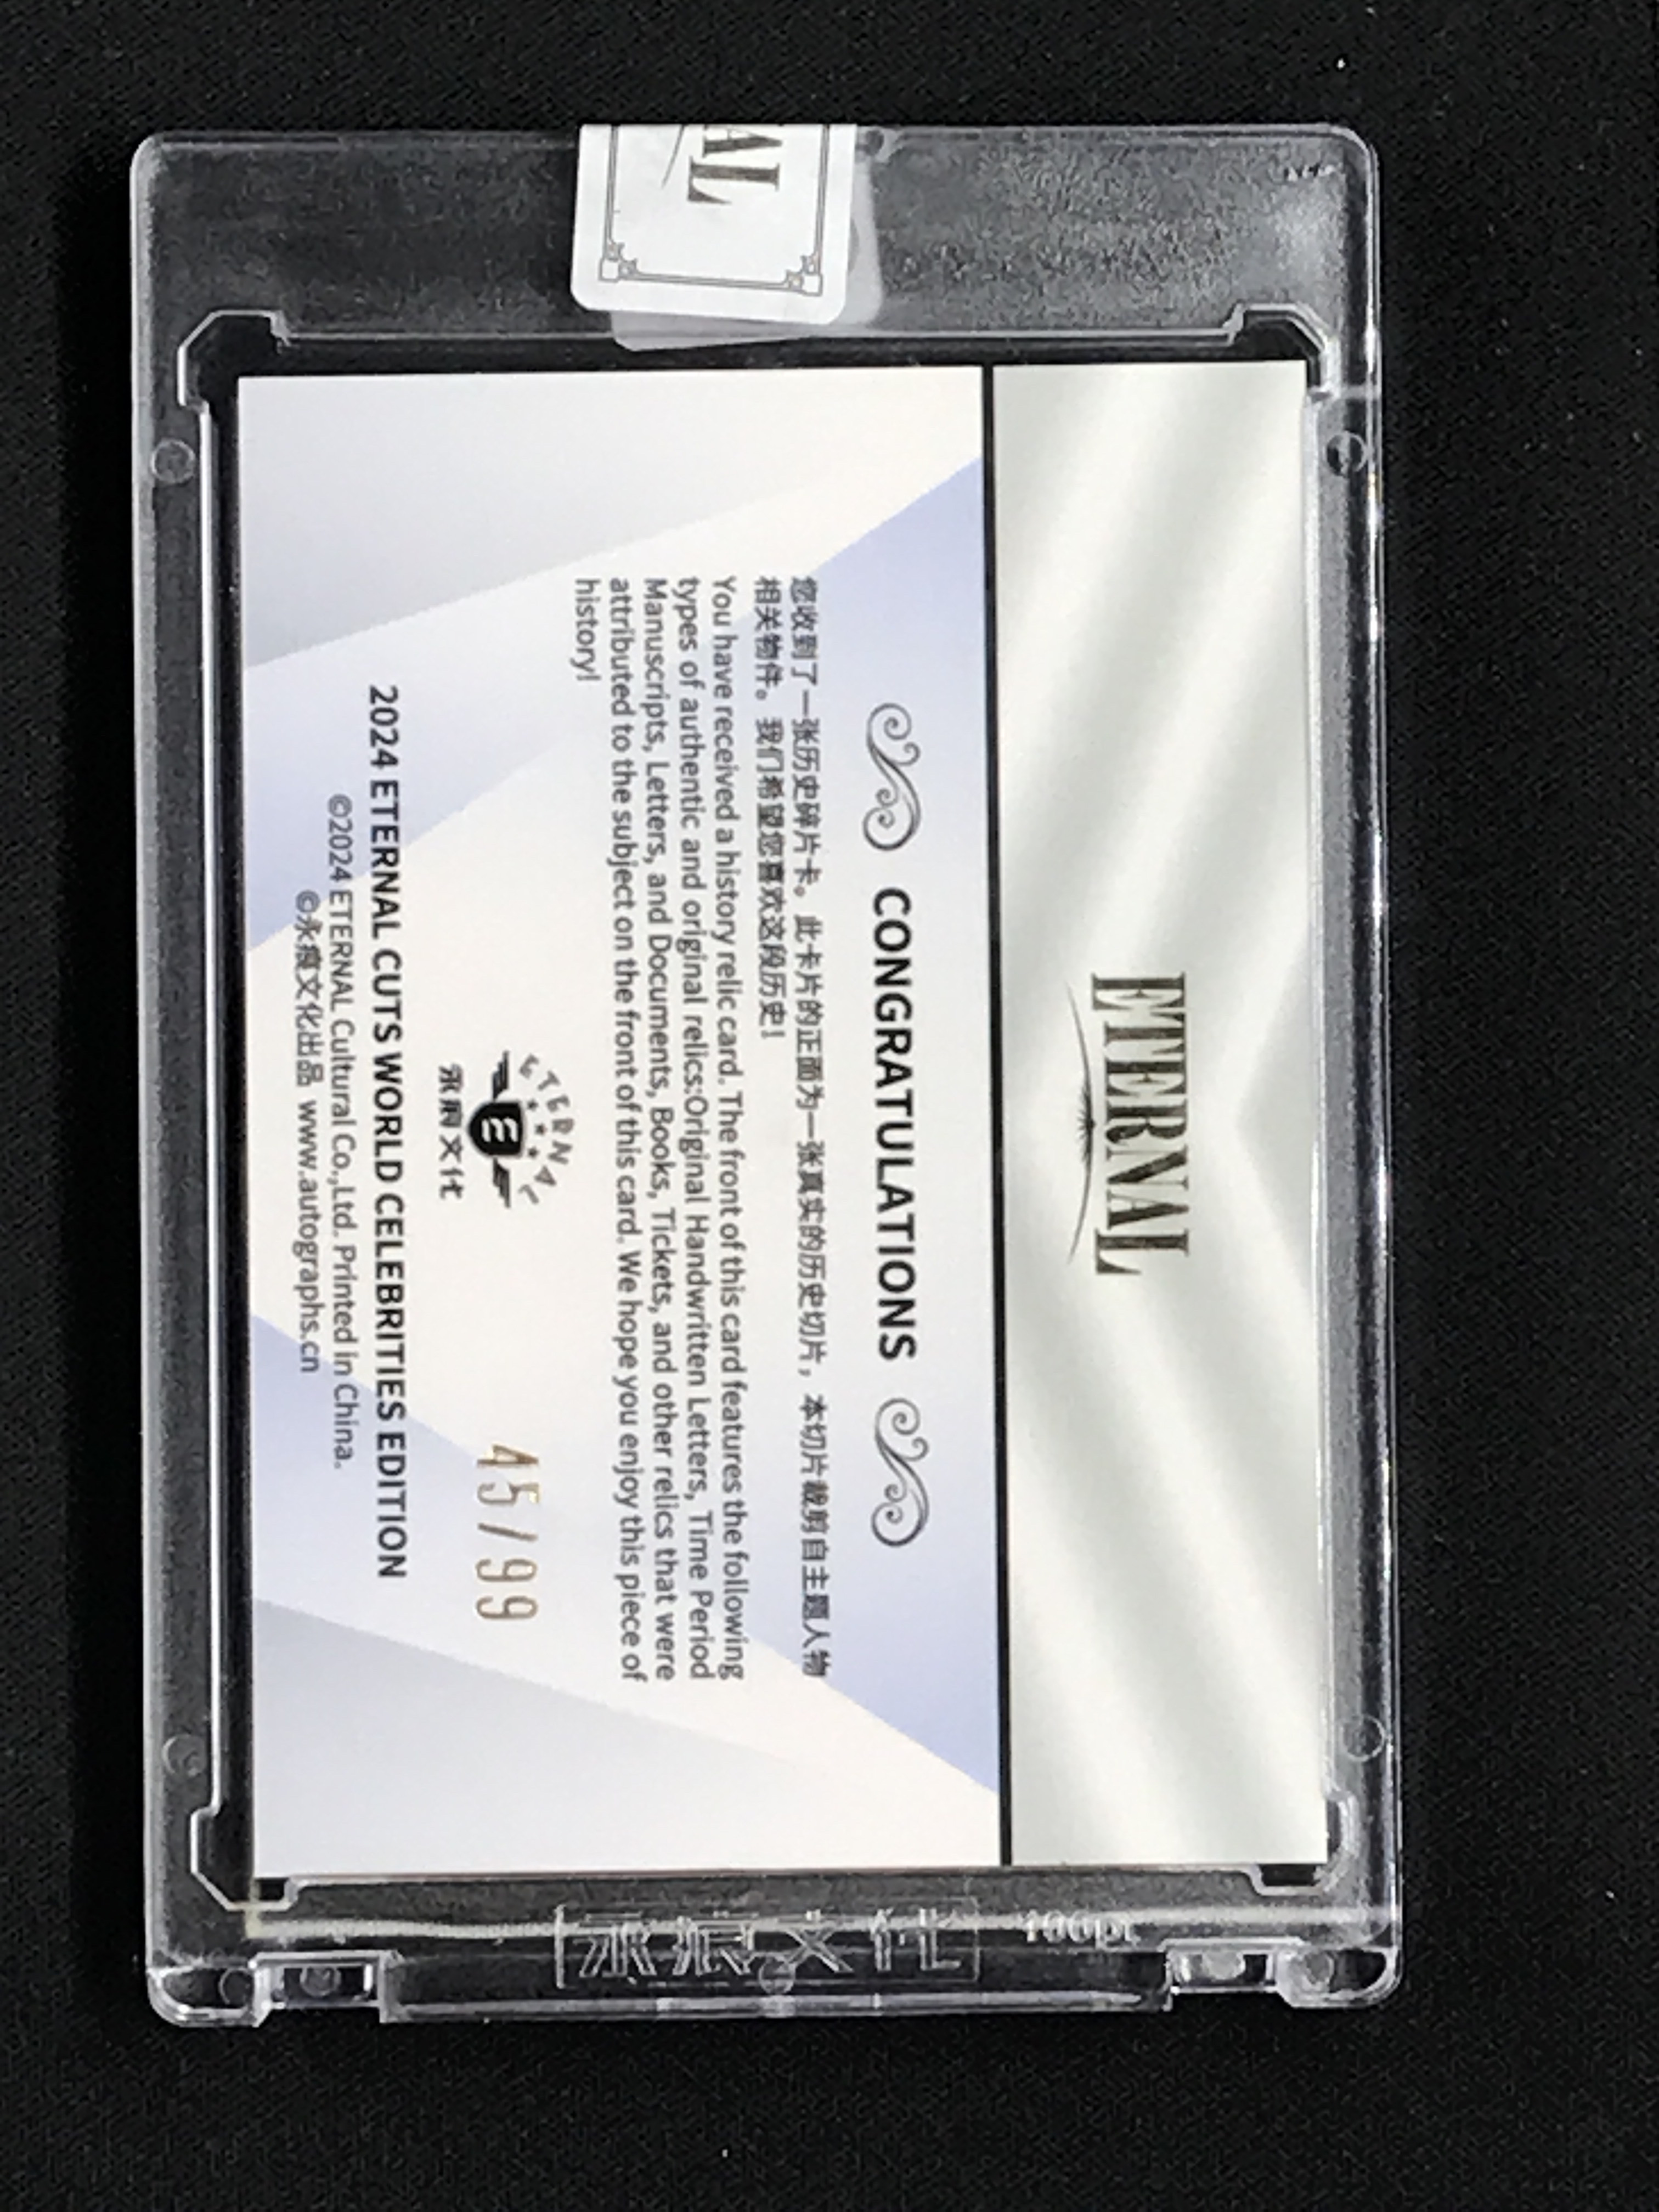 AL
ETERNAL
CONGRATULATIONS
您收到了一张历史碎片卡。此卡片的正面为一张真实的历史切片，本切片裁剪自主题人物
相关物件。我们希望您喜欢这段历史！
You have received a history relic card. The front of this card features the following
types of authentic and original relics:Original Handwritten Letters, Time Period
Manuscripts, Letters, and Documents, Books, Tickets, and other relics that were
attributed to the subject on the front of this card. We hope you enjoy this piece of
history!
ETERNAL
E
永痕文化
45/99
2024 ETERNAL CUTS WORLD CELEBRITIES EDITION
©2024 ETERNAL Cultural Co.,Ltd. Printed in China.
©永痕文化出品 www.autographs.cn
永痕文化
100pt